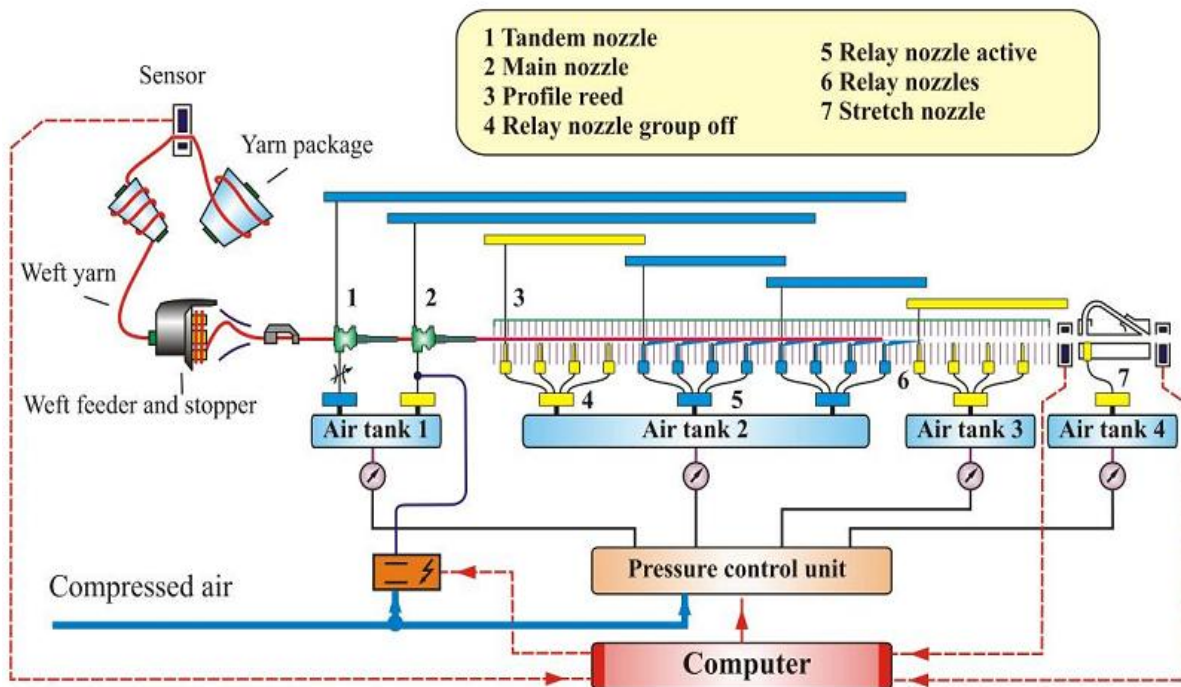 1 Tandem nozzle
2 Main nozzle
3 Profile reed
4 Relay nozzle group off
5 Relay nozzle active
6 Relay nozzles
7 Stretch nozzle
Sensor
Yarn package
Weft yarn
1
2
3
Weft feeder and stopper
4
5
6
7
Air tank 1
Air tank 2
Air tank 3
Air tank 4
Pressure control unit
Compressed air
Computer